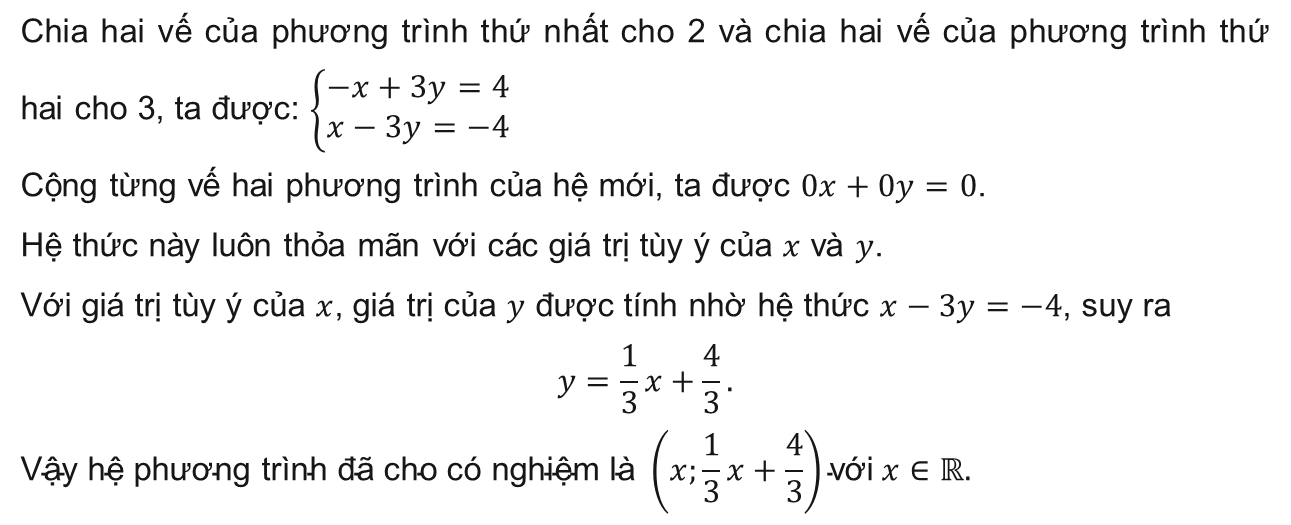 Chia hai vế của phương trình thứ nhất cho 2 và chia hai vế của phương trình thứ
hai cho 3, ta được: {−x + 3y = 4
x − 3y = −4
Cộng từng vế hai phương trình của hệ mới, ta được 0x + 0y = 0.
Hệ thức này luôn thỏa mãn với các giá trị tùy ý của x và y.
Với giá trị tùy ý của x, giá trị của y được tính nhờ hệ thức x − 3y = −4, suy ra
y = 1/3 x + 4/3.
Vậy hệ phương trình đã cho có nghiệm là (x; 1/3 x + 4/3) với x ∈ ℝ.